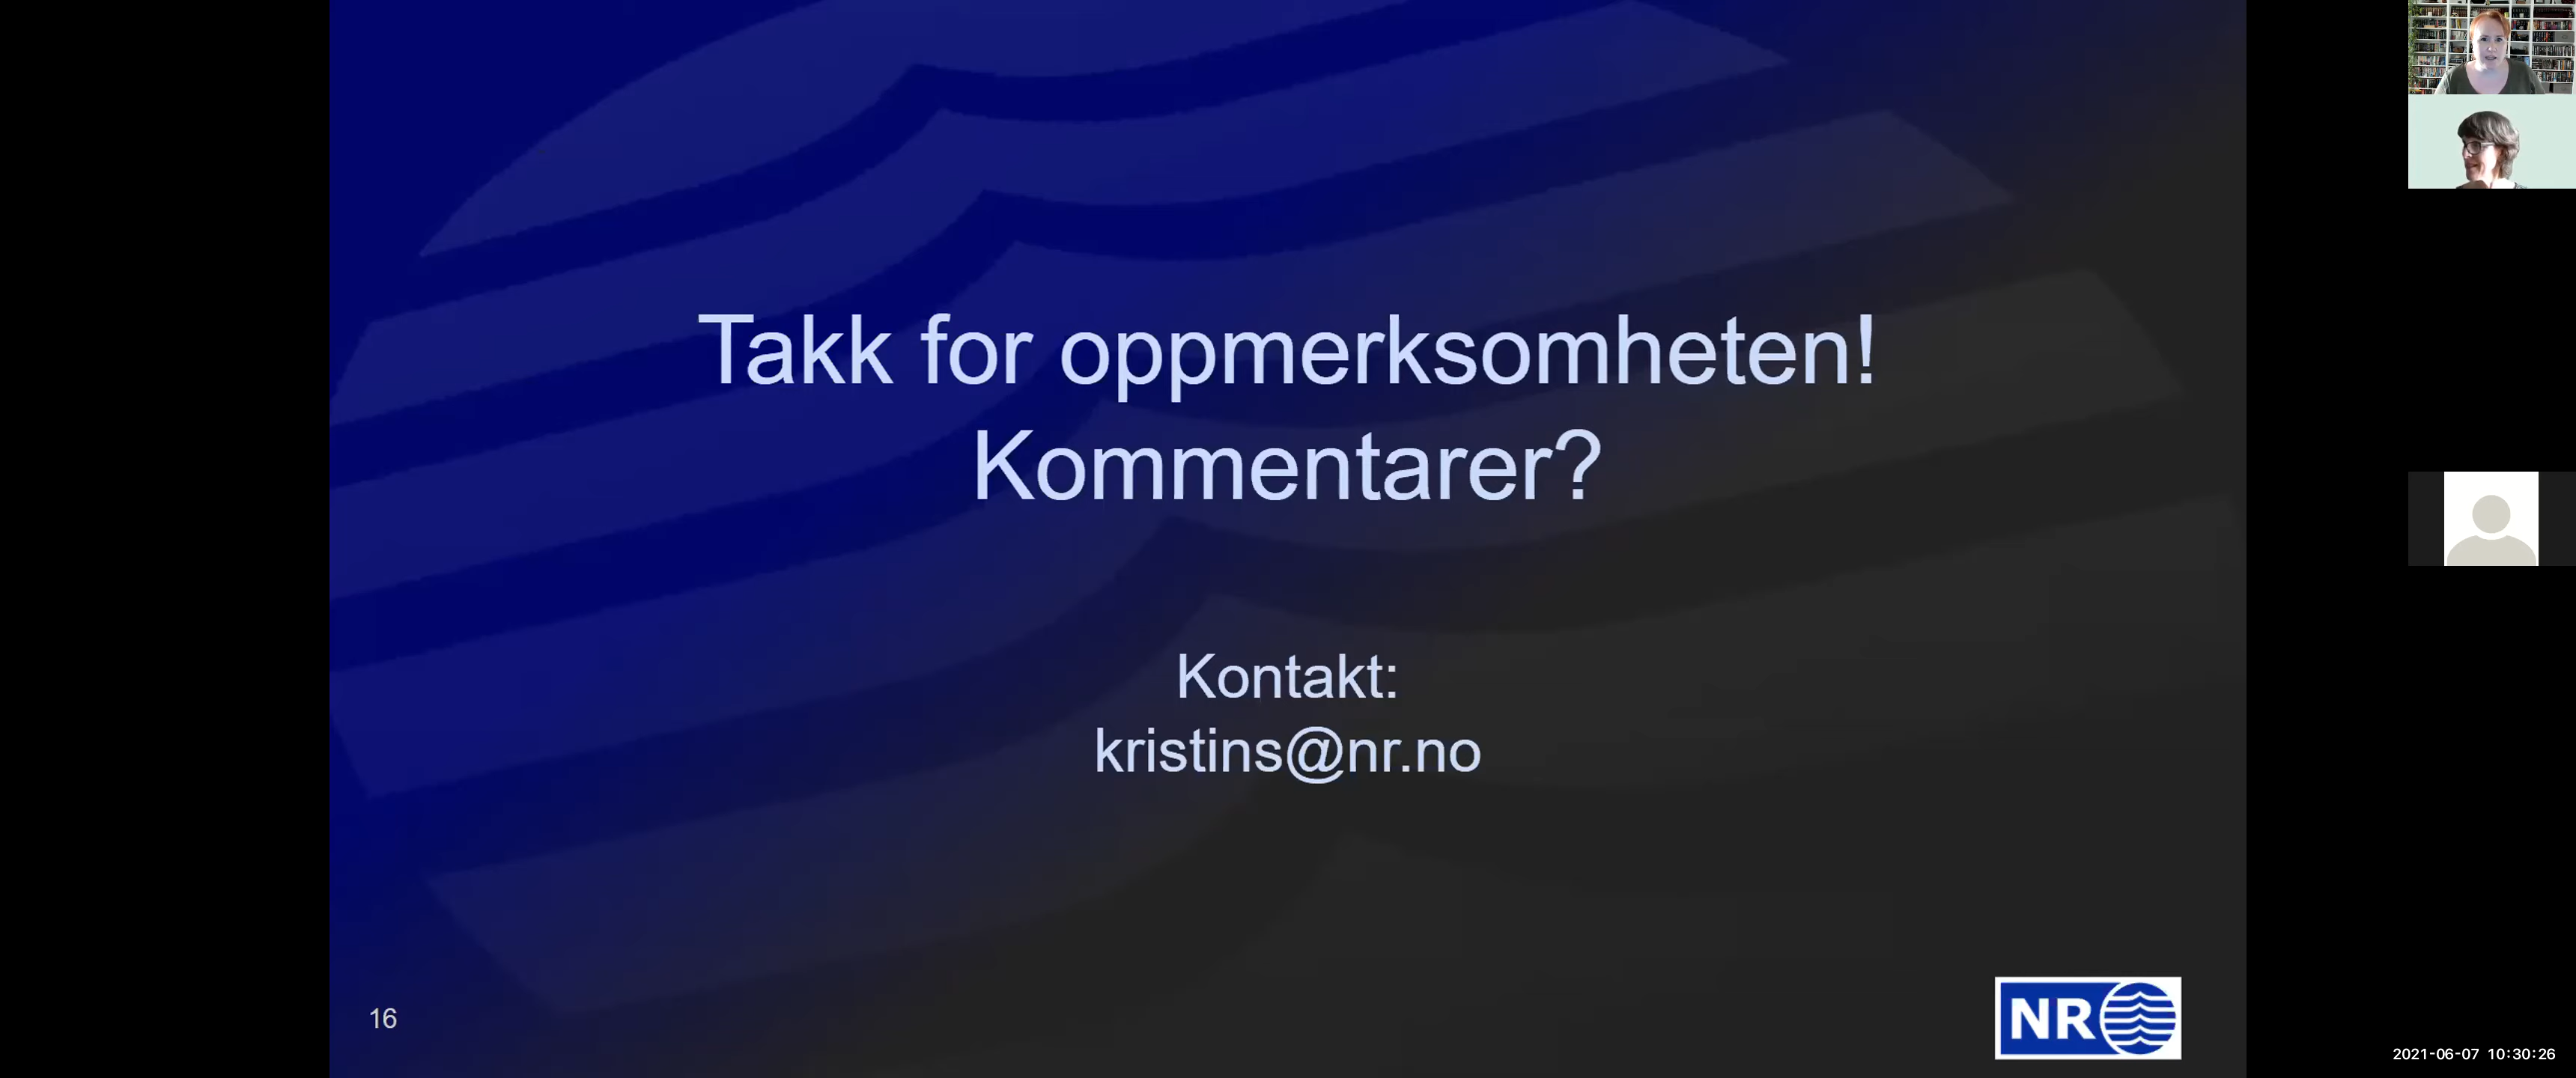 Takk for oppmerksomheten!
Kommentarer?
Kontakt:
kristins@nr.no
16
NR
2021-06-07 10:30:26